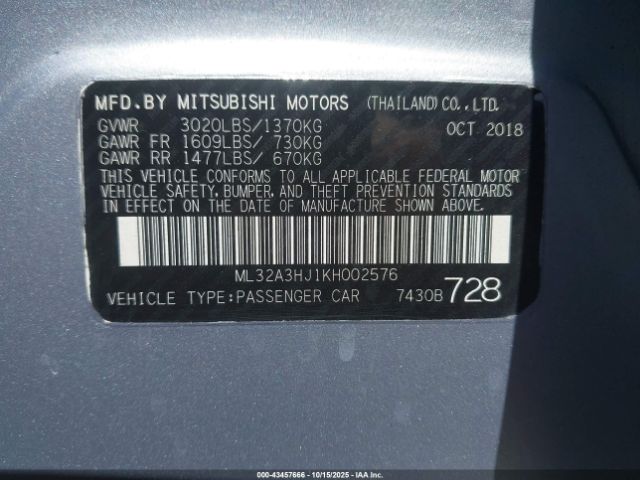 MFD.BY MITSUBISHI MOTORS (THAILAND) CO.,LTD.
GVWR 3020LBS/1370KG OCT 2018
GAWR FR 1609LBS/ 730KG
GAWR RR 1477LBS/ 670KG
THIS VEHICLE CONFORMS TO ALL APPLICABLE FEDERAL MOTOR
VEHICLE SAFETY, BUMPER, AND THEFT PREVENTION STANDARDS
IN EFFECT ON THE DATE OF MANUFACTURE SHOWN ABOVE.
ML32A3HJ1KH002576
VEHICLE TYPE:PASSENGER CAR 7430B 728
000-43457666 - 10/15/2025 - IAAI.COM